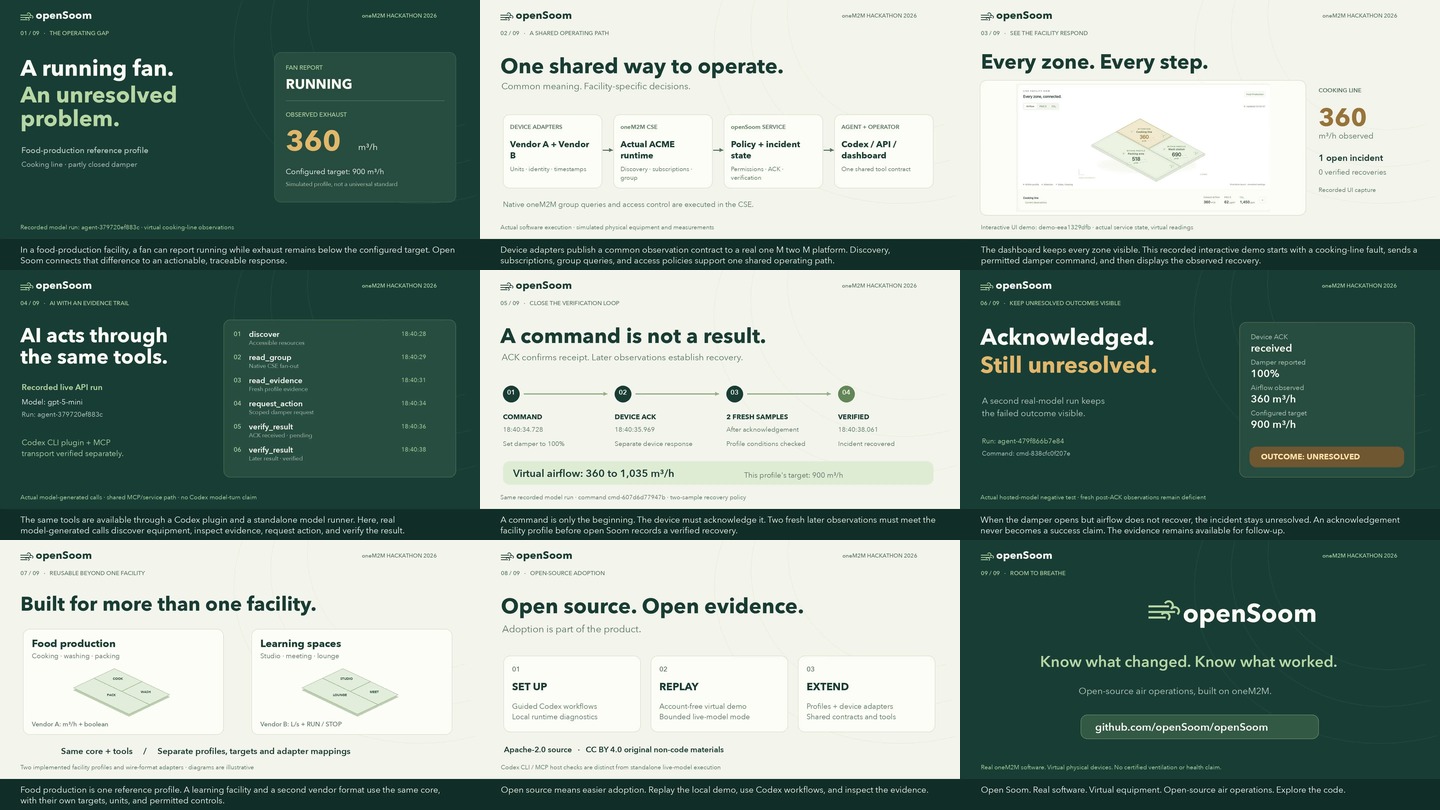 openSoom
oneM2M HACKATHON 2026
01 / 09 · THE OPERATING GAP
A running fan.
An unresolved
problem.
Food-production reference profile
Cooking line · partly closed damper
FAN REPORT
RUNNING
OBSERVED EXHAUST
360 m³/h
Configured target: 900 m³/h
Simulated profile, not a universal standard
Recorded model run: agent-379720ef883c · virtual cooking-line observations
In a food-production facility, a fan can report running while exhaust remains below the configured target. Open
Soom connects that difference to an actionable, traceable response.
openSoom
oneM2M HACKATHON 2026
02 / 09 · A SHARED OPERATING PATH
One shared way to operate.
Common meaning. Facility-specific decisions.
DEVICE ADAPTERS
Vendor A + Vendor
B
Units · identity · timestamps
oneM2M CSE
Actual ACME
runtime
Discovery · subscriptions ·
group
openSoom SERVICE
Policy + incident
state
Permissions · ACK ·
verification
AGENT + OPERATOR
Codex / API /
dashboard
One shared tool contract
Native oneM2M group queries and access control are executed in the CSE.
Actual software execution · simulated physical equipment and measurements
Device adapters publish a common observation contract to a real one M two M platform. Discovery,
subscriptions, group queries, and access policies support one shared operating path.
openSoom
oneM2M HACKATHON 2026
03 / 09 · SEE THE FACILITY RESPOND
Every zone. Every step.
Every zone, connected.
360
518
690
COOKING LINE
360
m³/h observed
1 open incident
0 verified recoveries
Recorded UI capture
Interactive UI demo: demo-eea1329dfb · actual service state, virtual readings
The dashboard keeps every zone visible. This recorded interactive demo starts with a cooking-line fault, sends a
permitted damper command, and then displays the observed recovery.
openSoom
oneM2M HACKATHON 2026
04 / 09 · AI WITH AN EVIDENCE TRAIL
AI acts through
the same tools.
Recorded live API run
Model: gpt-5-mini
Run: agent-379720ef883c
Codex CLI plugin + MCP
transport verified separately.
01 discover 18:40:28
Accessible resources
02 read_group 18:40:29
Native CSE fan-out
03 read_evidence 18:40:31
Fresh profile evidence
04 request_action 18:40:34
Scoped damper request
05 verify_result 18:40:36
ACK received · pending
06 verify_result 18:40:38
Later result · verified
Actual model-generated calls · shared MCP/service path · no Codex model-turn claim
The same tools are available through a Codex plugin and a standalone model runner. Here, real
model-generated calls discover equipment, inspect evidence, request action, and verify the result.
openSoom
oneM2M HACKATHON 2026
05 / 09 · CLOSE THE VERIFICATION LOOP
A command is not a result.
ACK confirms receipt. Later observations establish recovery.
01
COMMAND
18:40:34.728
Set damper to 100%
02
DEVICE ACK
18:40:35.969
Separate device response
03
2 FRESH SAMPLES
After acknowledgement
Profile conditions checked
04
VERIFIED
18:40:38.061
Incident recovered
Virtual airflow: 360 to 1,035 m³/h
This profile's target: 900 m³/h
Same recorded model run · command cmd-607d6d77947b · two-sample recovery policy
A command is only the beginning. The device must acknowledge it. Two fresh later observations must meet the
facility profile before open Soom records a verified recovery.
openSoom
oneM2M HACKATHON 2026
06 / 09 · KEEP UNRESOLVED OUTCOMES VISIBLE
Acknowledged.
Still unresolved.
A second real-model run keeps
the failed outcome visible.
Run: agent-479f866b7e84
Command: cmd-838cfc0f207e
Device ACK
received
Damper reported
100%
Airflow observed
360 m³/h
Configured target
900 m³/h
OUTCOME: UNRESOLVED
Actual hosted-model negative test · fresh post-ACK observations remain deficient
When the damper opens but airflow does not recover, the incident stays unresolved. An acknowledgement
never becomes a success claim. The evidence remains available for follow-up.
openSoom
oneM2M HACKATHON 2026
07 / 09 · REUSABLE BEYOND ONE FACILITY
Built for more than one facility.
Food production
Cooking · washing · packing
COOK
PACK
WASH
Vendor A: m³/h + boolean
Learning spaces
Studio · meeting · lounge
STUDIO
LOUNGE
MEET
Vendor B: L/s + RUN / STOP
Same core + tools / Separate profiles, targets and adapter mappings
Two implemented facility profiles and wire-format adapters · diagrams are illustrative
Food production is one reference profile. A learning facility and a second vendor format use the same core,
with their own targets, units, and permitted controls.
openSoom
oneM2M HACKATHON 2026
08 / 09 · OPEN-SOURCE ADOPTION
Open source. Open evidence.
Adoption is part of the product.
01
SET UP
Guided Codex workflows
Local runtime diagnostics
02
REPLAY
Account-free virtual demo
Bounded live-model mode
03
EXTEND
Profiles + device adapters
Shared contracts and tools
Apache-2.0 source · CC BY 4.0 original non-code materials
Codex CLI / MCP host checks are distinct from standalone live-model execution
Open source means easier adoption. Replay the local demo, use Codex workflows, and inspect the evidence.
openSoom
oneM2M HACKATHON 2026
09 / 09 · ROOM TO BREATHE
openSoom
Know what changed. Know what worked.
Open-source air operations, built on oneM2M.
github.com/openSoom/openSoom
Real oneM2M software. Virtual physical devices. No certified ventilation or health claim.
Open Soom. Real software. Virtual equipment. Open-source air operations. Explore the code.